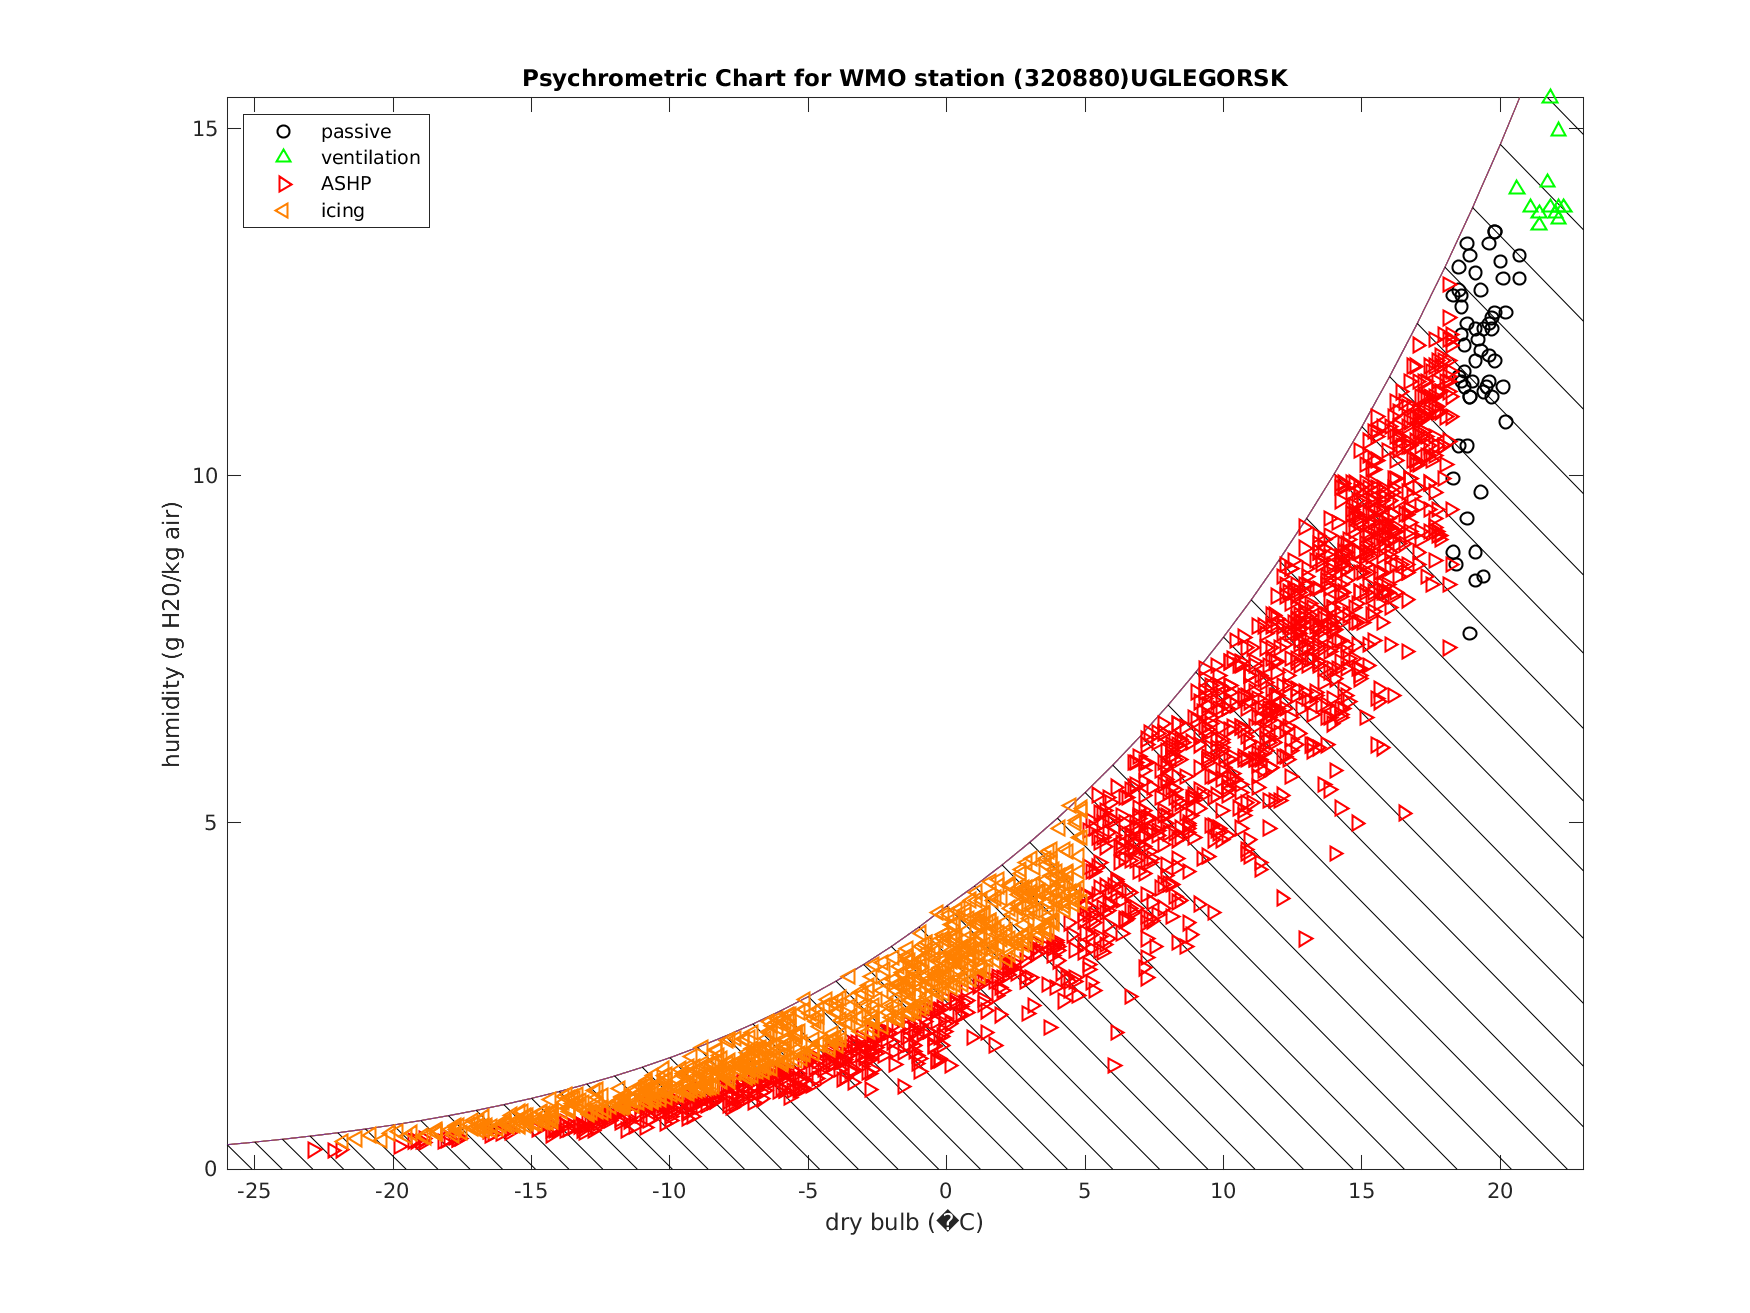 Psychrometric Chart for WMO station (320880)UGLEGORSK
passive
ventilation
ASHP
icing
15
10
5
0
humidity (g H20/kg air)
-25 -20 -15 -10 -5 0 5 10 15 20
dry bulb (�C)